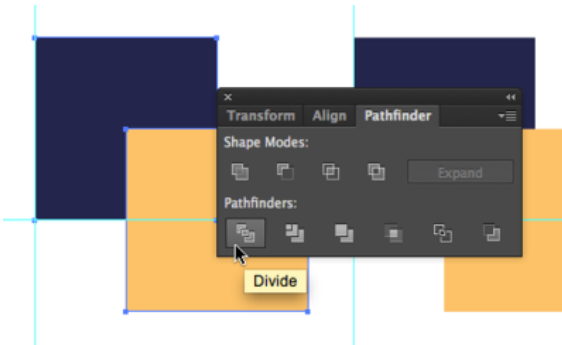 Transform Align Pathfinder
Shape Modes:
Expand
Pathfinders:
Divide